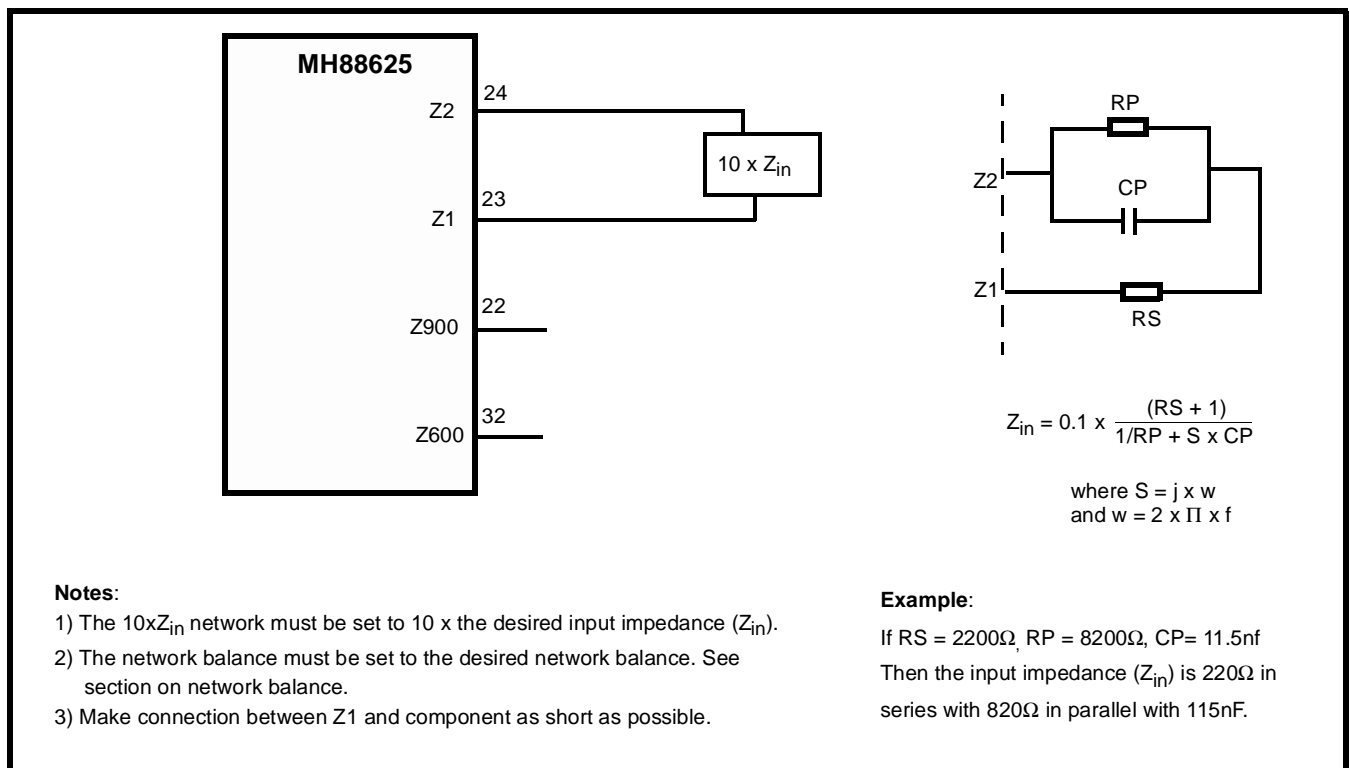 MH88625
Z2
24
10 x Zin
Z1
23
Z900
22
Z600
32
RP
Z2
CP
Z1
RS
Zin = 0.1 x (RS + 1)
1/RP + S x CP
where S = j x w
and w = 2 x Π x f
Notes:
1) The 10xZin network must be set to 10 x the desired input impedance (Zin).
2) The network balance must be set to the desired network balance. See
section on network balance.
3) Make connection between Z1 and component as short as possible.
Example:
If RS = 2200Ω, RP = 8200Ω, CP= 11.5nf
Then the input impedance (Zin) is 220Ω in
series with 820Ω in parallel with 115nF.